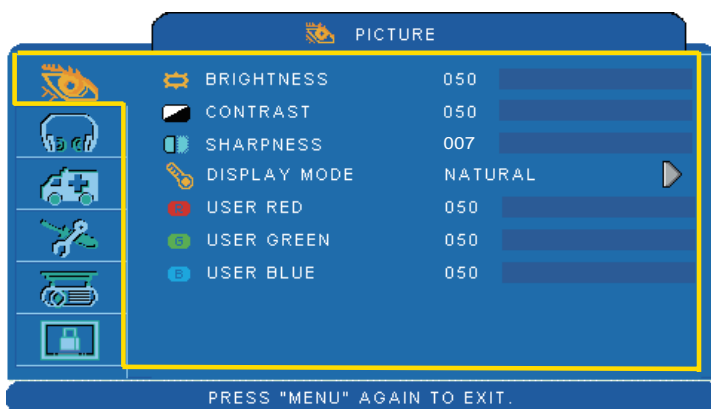 PICTURE
BRIGHTNESS 050
CONTRAST 050
SHARPNESS 007
DISPLAY MODE NATURAL
R USER RED 050
G USER GREEN 050
B USER BLUE 050
PRESS "MENU" AGAIN TO EXIT.